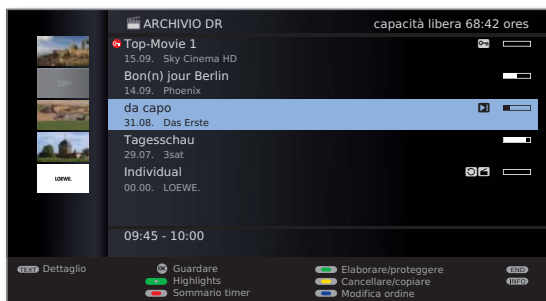 ARCHIVIO DR capacità libera 68:42 ores
Top-Movie 1
15.09. Sky Cinema HD
DR+
Bon(n) jour Berlin
14.09. Phoenix
da capo
31.08. Das Erste
Tagesschau
29.07. 3sat
Individual
LOEWE.
00.00. LOEWE.
09:45 - 10:00
TEXT Dettaglio OK Guardare Elaborare/proteggere END
Highlights Cancellare/copiare INFO
Sommario timer Modifica ordine